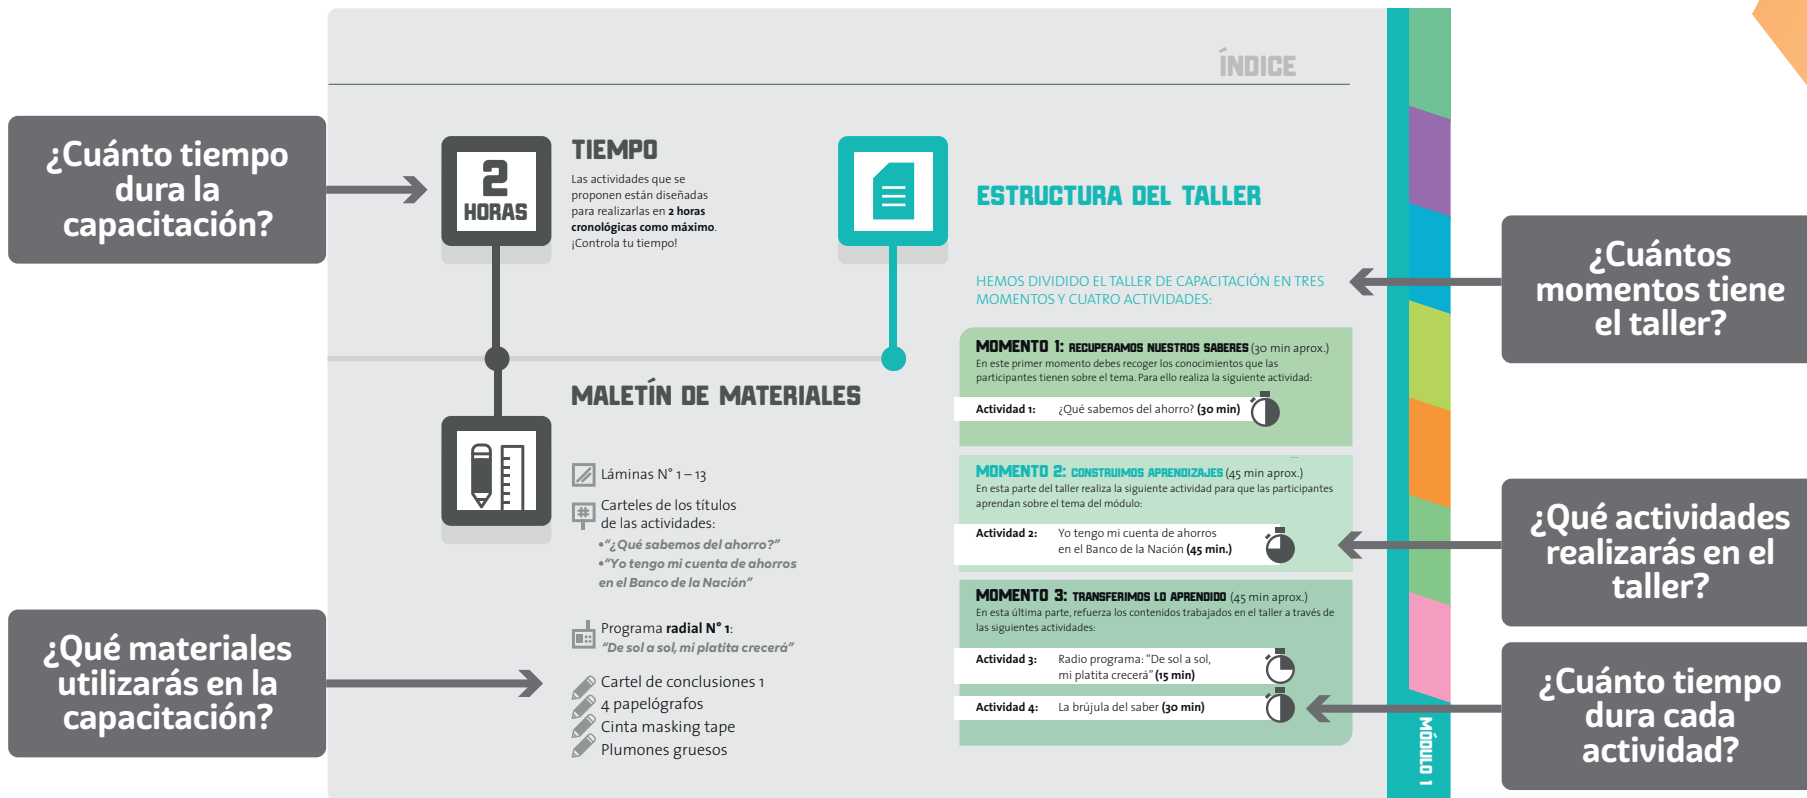 ÍNDICE
¿Cuánto tiempo
dura la
capacitación?
2
HORAS
TIEMPO
Las actividades que se
proponen están diseñadas
para realizarlas en 2 horas
cronológicas como máximo.
¡Controla tu tiempo!
MALETÍN DE MATERIALES
Láminas N° 1 – 13
Carteles de los títulos
de las actividades:
•“¿Qué sabemos del ahorro?”
•“Yo tengo mi cuenta de ahorros
en el Banco de la Nación”
Programa radial N° 1:
“De sol a sol, mi platita crecerá”
Cartel de conclusiones 1
4 papelógrafos
Cinta masking tape
Plumones gruesos
¿Qué materiales
utilizarás en la
capacitación?
ESTRUCTURA DEL TALLER
HEMOS DIVIDIDO EL TALLER DE CAPACITACIÓN EN TRES
MOMENTOS Y CUATRO ACTIVIDADES:
MOMENTO 1: RECUPERAMOS NUESTROS SABERES (30 min aprox.)
En este primer momento debes recoger los conocimientos que las
participantes tienen sobre el tema. Para ello realiza la siguiente actividad:
Actividad 1: ¿Qué sabemos del ahorro? (30 min)
MOMENTO 2: CONSTRUIMOS APRENDIZAJES (45 min aprox.)
En esta parte del taller realiza la siguiente actividad para que las participantes
aprendan sobre el tema del módulo:
Actividad 2: Yo tengo mi cuenta de ahorros
en el Banco de la Nación (45 min.)
MOMENTO 3: TRANSFERIMOS LO APRENDIDO (45 min aprox.)
En esta última parte, refuerza los contenidos trabajados en el taller a través de
las siguientes actividades:
Actividad 3: Radio programa: “De sol a sol,
mi platita crecerá” (15 min)
Actividad 4: La brújula del saber (30 min)
MÓDULO 1
¿Cuántos
momentos tiene
el taller?
¿Qué actividades
realizarás en el
taller?
¿Cuánto tiempo
dura cada
actividad?